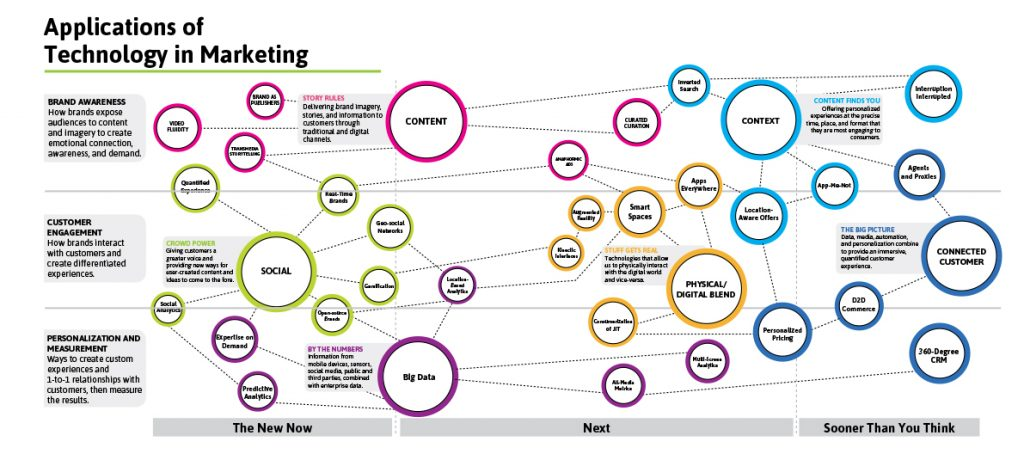 Applications of
Technology in Marketing
BRAND AWARENESS
How brands expose
audiences to content
and imagery to create
emotional connection,
awareness, and demand.
VIDEO
FLUIDITY
BRAND AS
PUBLISHERS
TRANSMEDIA
STORYTELLING
STORY RULES
Delivering brand imagery,
stories, and information to
customers through
traditional and digital
channels.
CONTENT
CURATED
CURATION
Inverted
Search
CONTEXT
CONTENT FINDS YOU
Offering personalized
experiences at the precise
time, place, and format that
they are most engaging to
consumers.
Interruption
Interrupted
ANAMORPHIC
ADS
Agents
and Proxies
App-Me-Not
Quantified
Experience
Real-Time
Brands
Apps
Everywhere
CUSTOMER
ENGAGEMENT
How brands interact
with customers and
create differentiated
experiences.
CROWD POWER
Giving customers a
greater voice and
providing new ways for
user-created content and
ideas to come to the fore.
SOCIAL
Geo-social
Networks
Gamification
Location-
Based
Analytics
Augmented
Reality
Kinetic
Interfaces
Smart
Spaces
Location-
Aware Offers
STUFF GETS REAL
Technologies that allow
us to physically interact
with the digital world
and vice-versa.
PHYSICAL/
DIGITAL BLEND
THE BIG PICTURE
Data, media, automation,
and personalization combine
to provide an immersive,
quantified customer
experience.
CONNECTED
CUSTOMER
Social
Analytics
Open-source
Brands
D2D
Commerce
PERSONALIZATION AND
MEASUREMENT
Ways to create custom
experiences and
1-to-1 relationships with
customers, then measure
the results.
Expertise on
Demand
Predictive
Analytics
BY THE NUMBERS
Information from
mobile devices, sensors,
social media, public and
third parties, combined
with enterprise data.
Big Data
of JIT
Personalized
Pricing
Multi-Screen
Analytics
All-Media
Metrics
360-Degree
CRM
The New Now
Next
Sooner Than You Think